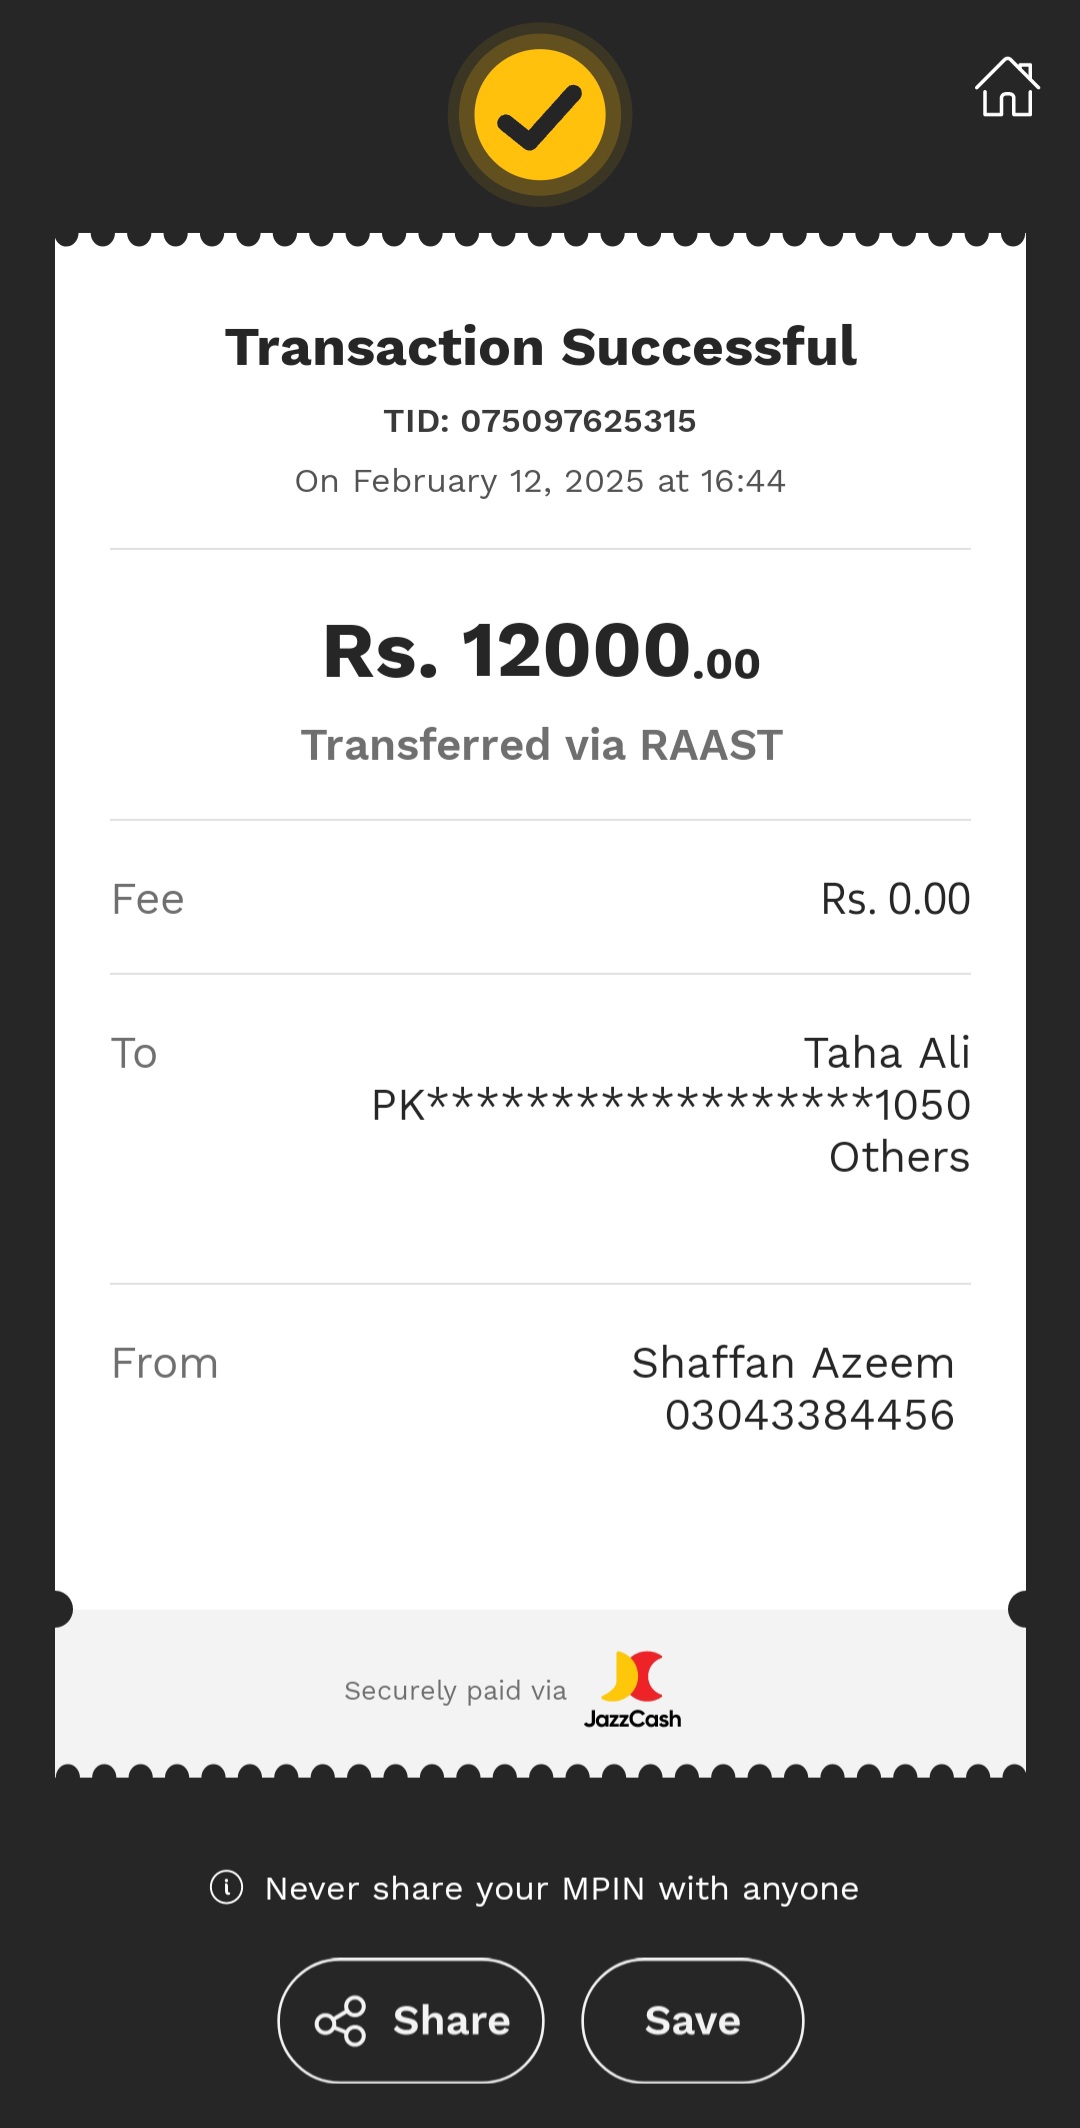 Transaction Successful
TID: 075097625315
On February 12, 2025 at 16:44
Rs. 12000.00
Transferred via RAAST
Fee Rs. 0.00
To Taha Ali
PK******************1050
Others
From Shaffan Azeem
03043384456
Securely paid via JazzCash
Never share your MPIN with anyone
Share Save